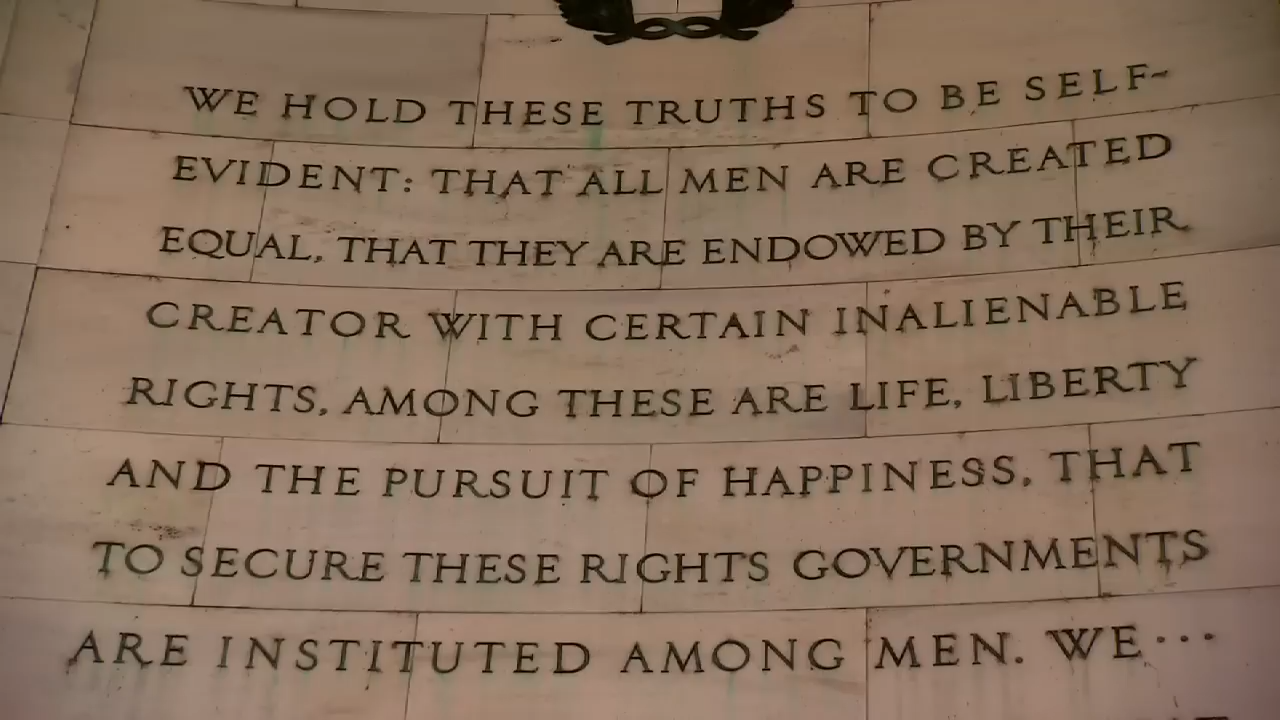 WE HOLD THESE TRUTHS TO BE SELF-
EVIDENT: THAT ALL MEN ARE CREATED
EQUAL, THAT THEY ARE ENDOWED BY THEIR
CREATOR WITH CERTAIN INALIENABLE
RIGHTS, AMONG THESE ARE LIFE, LIBERTY
AND THE PURSUIT OF HAPPINESS, THAT
TO SECURE THESE RIGHTS GOVERNMENTS
ARE INSTITUTED AMONG MEN. WE···